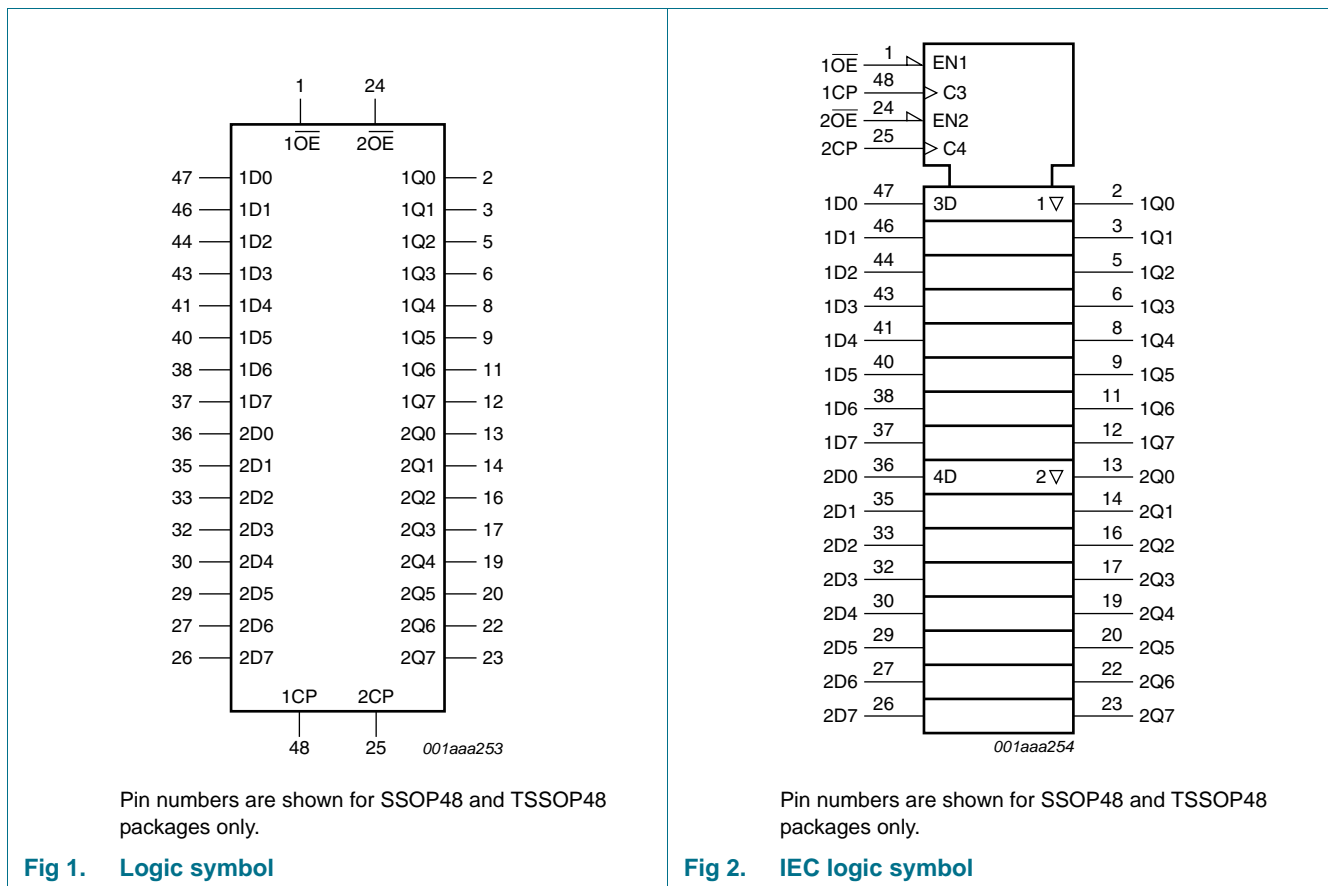 1 24
1OE 2OE
47 1D0 1Q0 2
46 1D1 1Q1 3
44 1D2 1Q2 5
43 1D3 1Q3 6
41 1D4 1Q4 8
40 1D5 1Q5 9
38 1D6 1Q6 11
37 1D7 1Q7 12
36 2D0 2Q0 13
35 2D1 2Q1 14
33 2D2 2Q2 16
32 2D3 2Q3 17
30 2D4 2Q4 19
29 2D5 2Q5 20
27 2D6 2Q6 22
26 2D7 2Q7 23
1CP 2CP
48 25 001aaa253
Pin numbers are shown for SSOP48 and TSSOP48
packages only.
Fig 1. Logic symbol
1OE 1 EN1
1CP 48 C3
2OE 24 EN2
2CP 25 C4
1D0 47 3D 1▽ 2 1Q0
1D1 46 3 1Q1
1D2 44 5 1Q2
1D3 43 6 1Q3
1D4 41 8 1Q4
1D5 40 9 1Q5
1D6 38 11 1Q6
1D7 37 12 1Q7
2D0 36 4D 2▽ 13 2Q0
2D1 35 14 2Q1
2D2 33 16 2Q2
2D3 32 17 2Q3
2D4 30 19 2Q4
2D5 29 20 2Q5
2D6 27 22 2Q6
2D7 26 23 2Q7
001aaa254
Pin numbers are shown for SSOP48 and TSSOP48
packages only.
Fig 2. IEC logic symbol